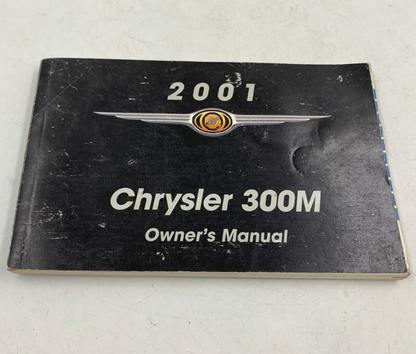 2001
Chrysler 300M
Owner's Manual